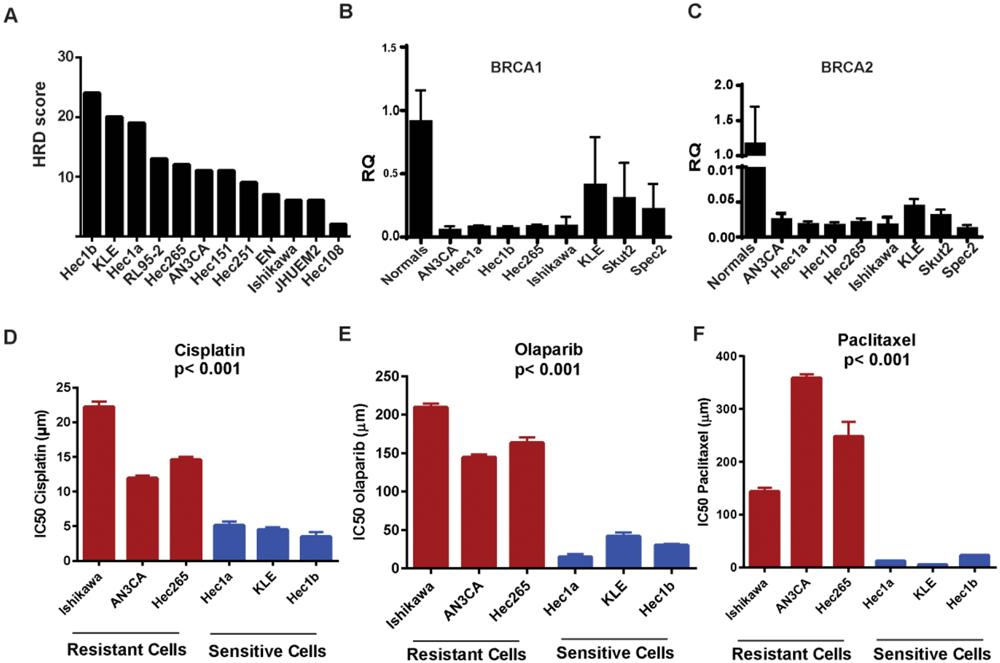 A
HRD score
30
20
10
Hec1b
KLE
Hec1a
RL95-2
Hec265
AN3CA
Hec151
Hec251
EN
Ishikawa
JHUEM2
Hec108
B
BRCA1
RQ
1.5
1.0
0.5
0.0
Normals
AN3CA
Hec1a
Hec1b
Hec265
Ishikawa
KLE
Skut2
Spec2
C
BRCA2
RQ
2.0
1.5
1.0
0.01
0.05
0.00
Normals
AN3CA
Hec1a
Hec1b
Hec265
Ishikawa
KLE
Skut2
Spec2
D
Cisplatin
p< 0.001
IC50 Cisplatin (μm)
25
20
15
10
5
0
Ishikawa
AN3CA
Hec265
Hec1a
KLE
Hec1b
Resistant Cells
Sensitive Cells
E
Olaparib
p< 0.001
IC50 olaparib (μm)
250
200
150
100
50
0
Ishikawa
AN3CA
Hec265
Hec1a
KLE
Hec1b
Resistant Cells
Sensitive Cells
F
Paclitaxel
p< 0.001
IC50 Paclitaxel (μm)
400
300
200
100
0
Ishikawa
AN3CA
Hec265
Hec1a
KLE
Hec1b
Resistant Cells
Sensitive Cells